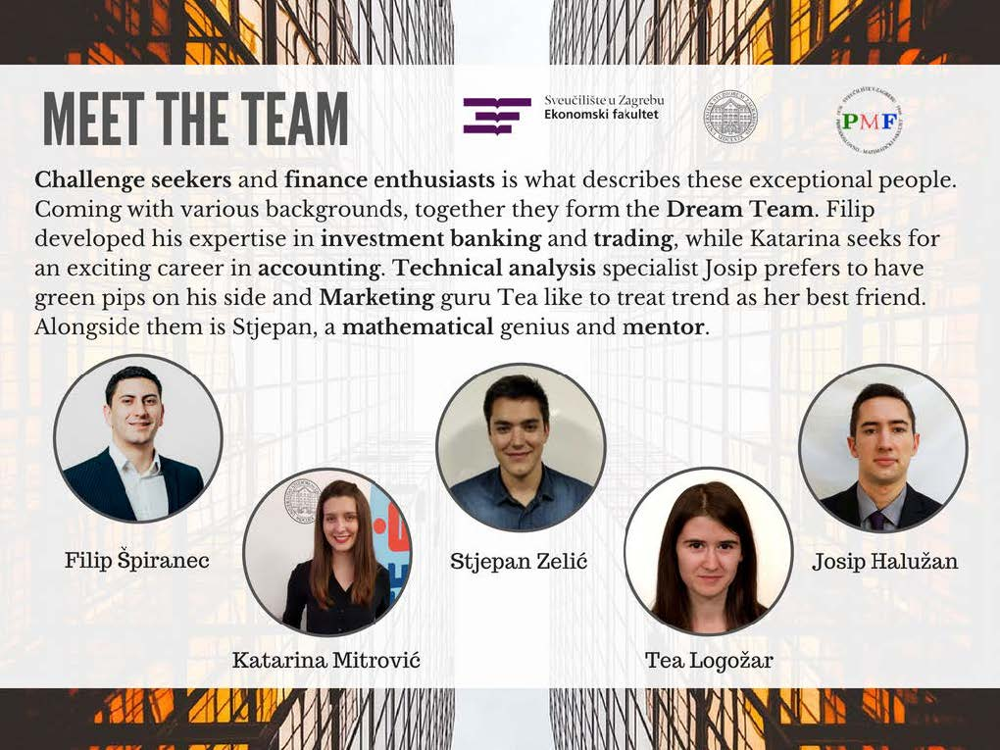 MEET THE TEAM
Sveučilište u Zagrebu
Ekonomski fakultet
PMF
Challenge seekers and finance enthusiasts is what describes these exceptional people.
Coming with various backgrounds, together they form the Dream Team. Filip
developed his expertise in investment banking and trading, while Katarina seeks for
an exciting career in accounting. Technical analysis specialist Josip prefers to have
green pips on his side and Marketing guru Tea like to treat trend as her best friend.
Alongside them is Stjepan, a mathematical genius and mentor.
Filip Špiranec
Stjepan Zelić
Josip Halužan
Katarina Mitrović
Tea Logožar